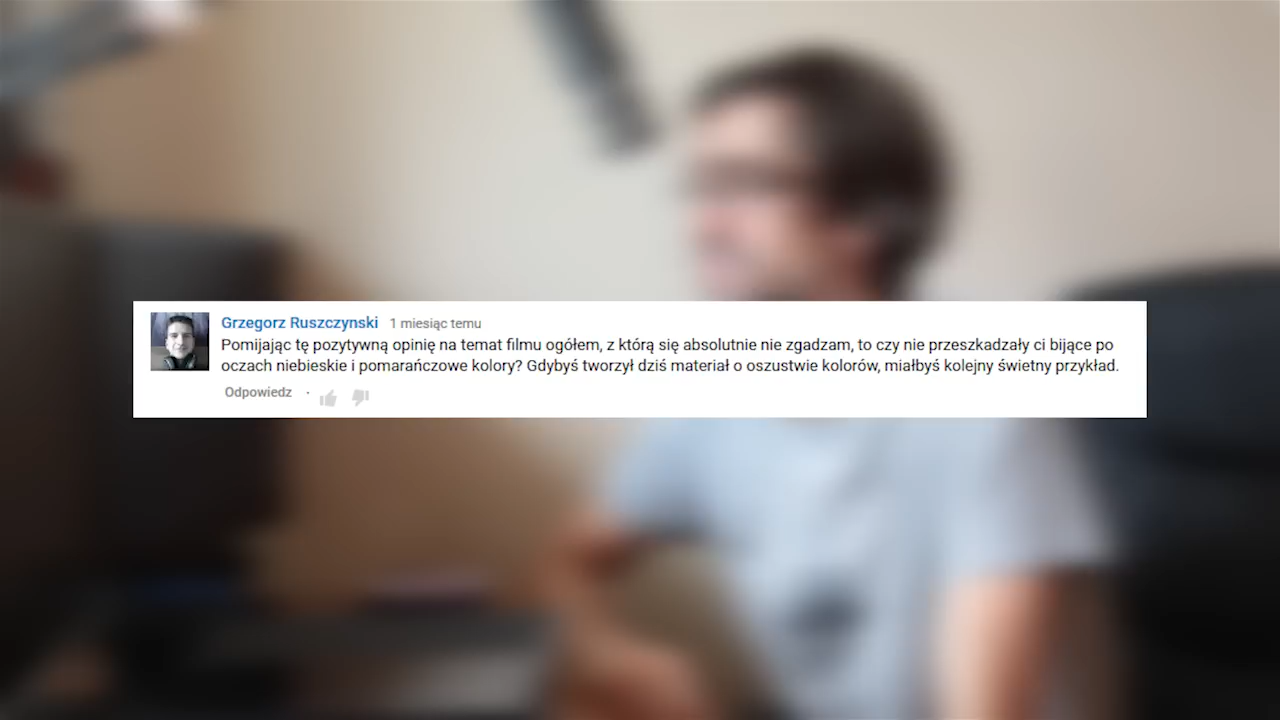 Grzegorz Ruszczynski 1 miesiąc temu
Pomijając tę pozytywną opinię na temat filmu ogółem, z którą się absolutnie nie zgadzam, to czy nie przeszkadzały ci bijące po
oczach niebieskie i pomarańczowe kolory? Gdybyś tworzył dziś materiał o oszustwie kolorów, miałbyś kolejny świetny przykład.
Odpowiedz ·